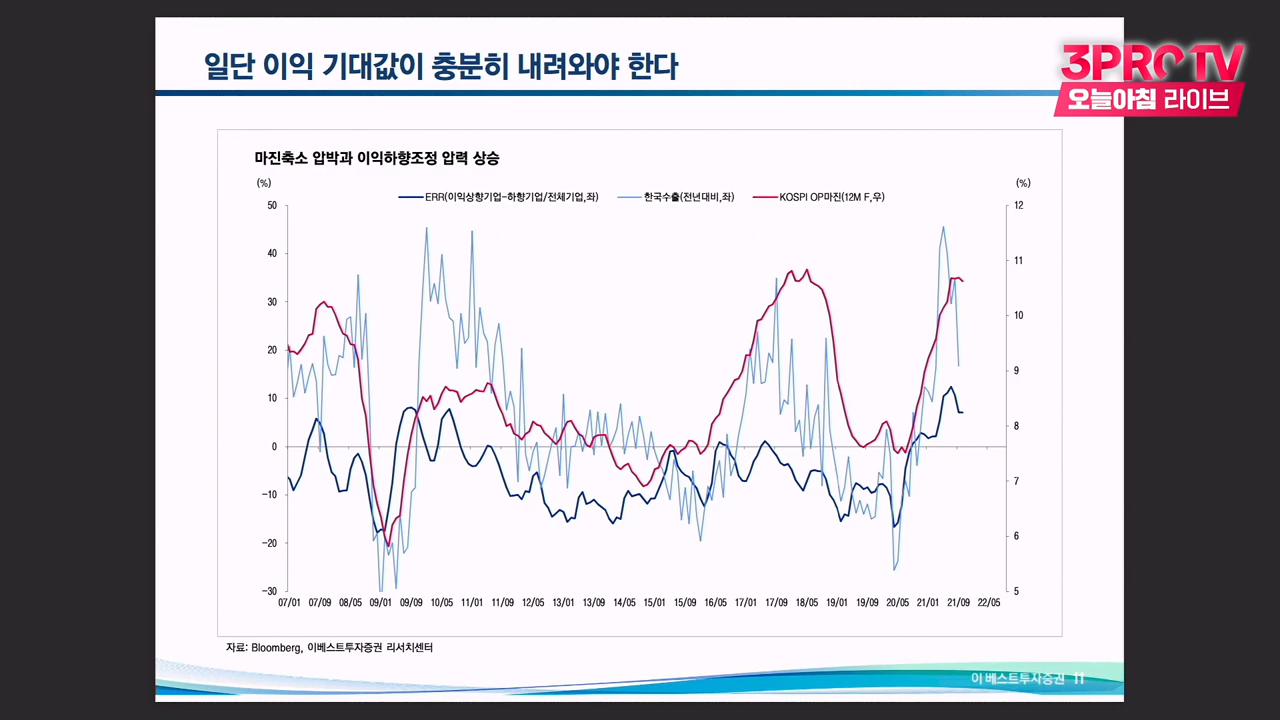 일단 이익 기대값이 충분히 내려와야 한다
3PROTV
오늘아침 라이브
마진축소 압박과 이익하향조정 압력 상승
(%)
(%)
ERR(이익상향기업-하향기업/전체기업,좌)
한국수출(전년대비,좌)
KOSPI OP마진(12M F,우)
50
40
30
20
10
0
-10
-20
-30
12
11
10
9
8
7
6
5
07/01 07/09 08/05 09/01 09/09 10/05 11/01 11/09 12/05 13/01 13/09 14/05 15/01 15/09 16/05 17/01 17/09 18/05 19/01 19/09 20/05 21/01 21/09 22/05
자료: Bloomberg, 이베스트투자증권 리서치센터
이베스트투자증권 11